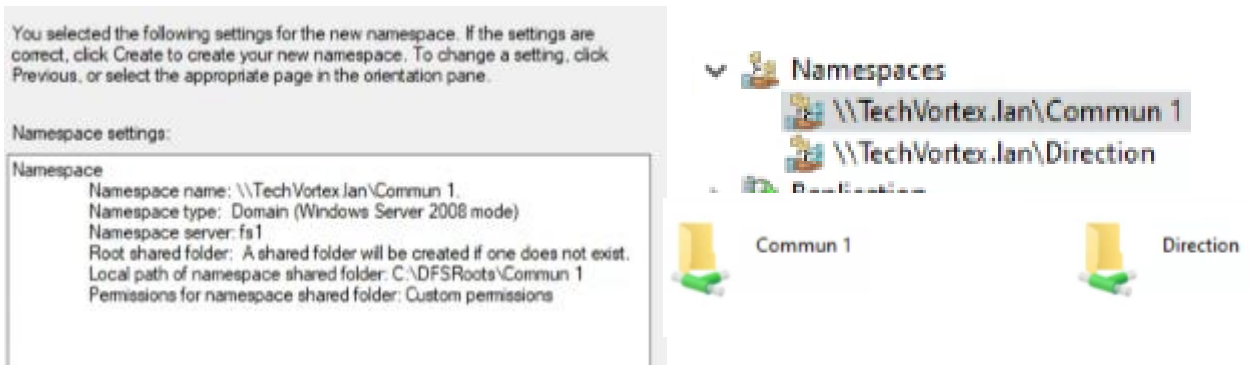 You selected the following settings for the new namespace. If the settings are
correct, click Create to create your new namespace. To change a setting, click
Previous, or select the appropriate page in the orientation pane.
Namespace settings:
Namespace
Namespace name: \\TechVortex.lan\Commun 1.
Namespace type: Domain (Windows Server 2008 mode)
Namespace server: fs1
Root shared folder: A shared folder will be created if one does not exist.
Local path of namespace shared folder: C:\DFSRoots\Commun 1
Permissions for namespace shared folder: Custom permissions
Namespaces
\\TechVortex.lan\Commun 1
\\TechVortex.lan\Direction
Replication
Commun 1
Direction